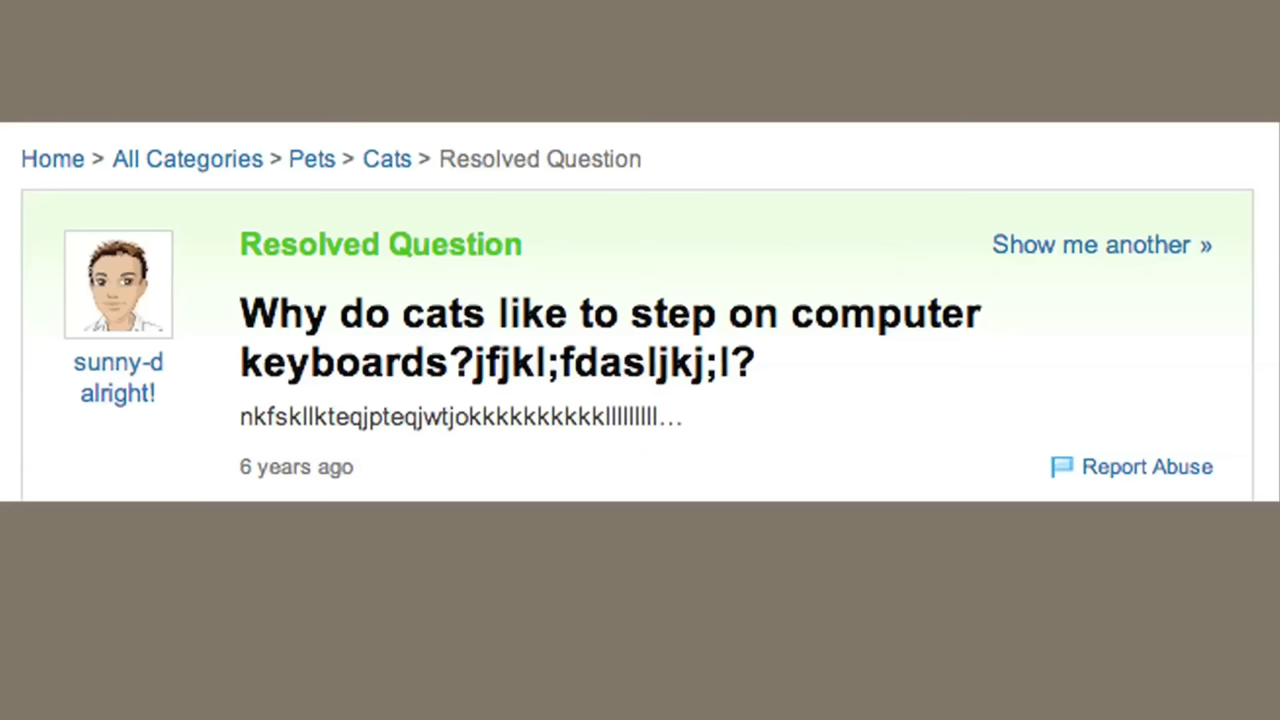 Home > All Categories > Pets > Cats > Resolved Question
Resolved Question
Show me another »
Why do cats like to step on computer
keyboards?jfjkl;fdasljkj;l?
sunny-d
alright!
nkfskllkteqjpteqjwtjokkkkkkkkkklllllllll...
6 years ago
Report Abuse